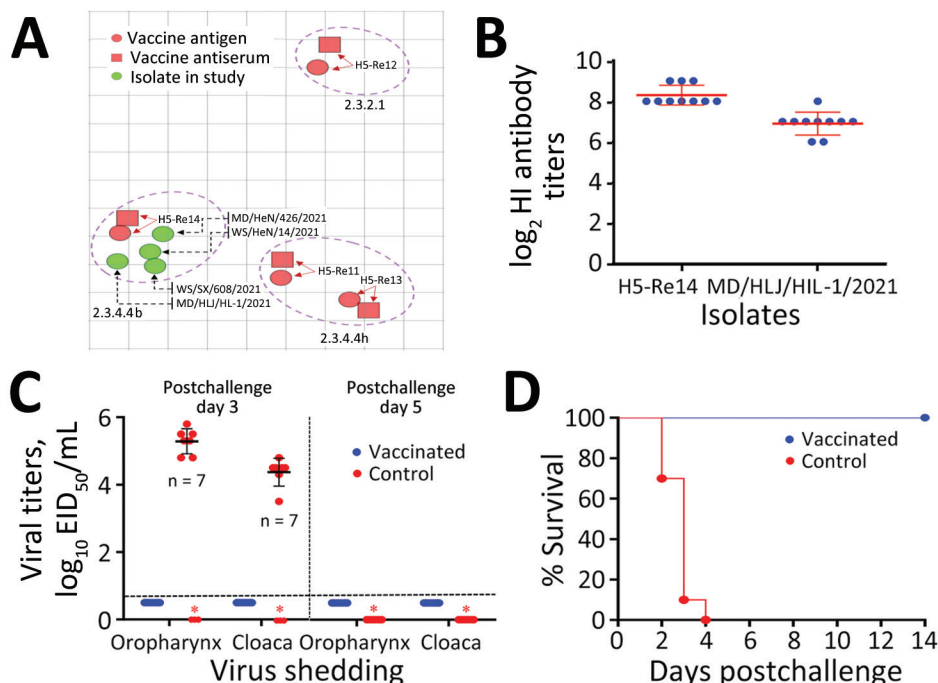 A
Vaccine antigen
Vaccine antiserum
Isolate in study
H5-Re12
2.3.2.1
H5-Re14
MD/HeN/426/2021
WS/HeN/14/2021
H5-Re11
H5-Re13
WS/SX/608/2021
MD/HLJ/HL-1/2021
2.3.4.4b
2.3.4.4h
B
log2 HI antibody
titers
10
8
6
4
2
0
H5-Re14 MD/HLJ/HIL-1/2021
Isolates
C
Postchallenge
day 3
Postchallenge
day 5
Viral titers,
log10 EID50/mL
6
4
2
0
Vaccinated
Control
n = 7
n = 7
*
*
*
*
Oropharynx Cloaca Oropharynx Cloaca
Virus shedding
D
% Survival
100
80
60
40
20
0
Vaccinated
Control
0 2 4 6 8 10 12 14
Days postchallenge